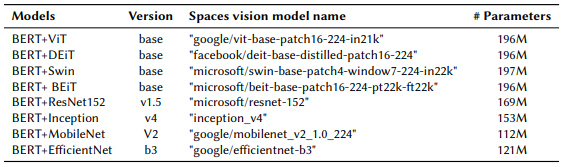 Models Version Spaces vision model name # Parameters
BERT+ViT base "google/vit-base-patch16-224-in21k" 196M
BERT+DEiT base "facebook/deit-base-distilled-patch16-224" 196M
BERT+Swin base "microsoft/swin-base-patch4-window7-224-in22k" 197M
BERT+ BEiT base "microsoft/beit-base-patch16-224-pt22k-ft22k" 196M
BERT+ResNet152 v1.5 "microsoft/resnet-152" 169M
BERT+Inception v4 "inception_v4" 153M
BERT+MobileNet V2 "google/mobilenet_v2_1.0_224" 112M
BERT+EfficientNet b3 "google/efficientnet-b3" 121M